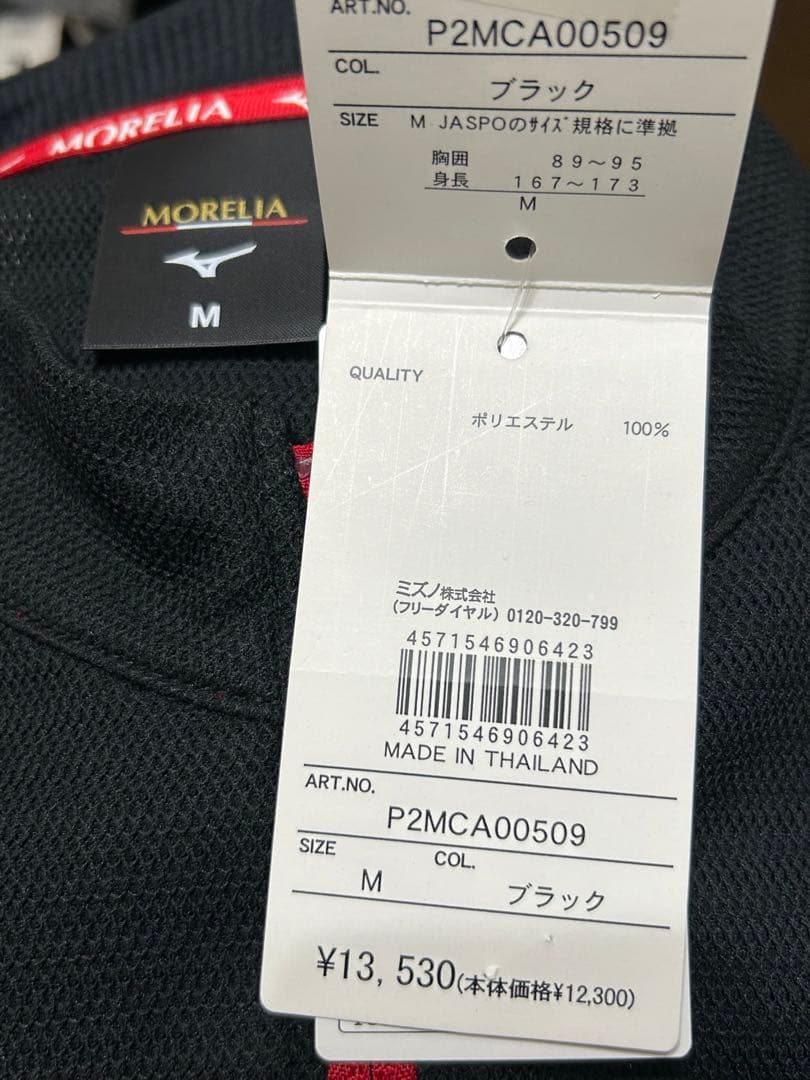 MORELIA
MORELIA
M
ART.NO.
P2MCA00509
COL.
ブラック
SIZE M JASPOのｻｲｽﾞ規格に準拠
胸囲 89～95
身長 167～173
M
QUALITY
ポリエステル 100%
ミズノ株式会社
(フリーダイヤル) 0120-320-799
4571546906423
4571546906423
MADE IN THAILAND
ART.NO.
P2MCA00509
SIZE COL.
M ブラック
¥13,530(本体価格¥12,300)